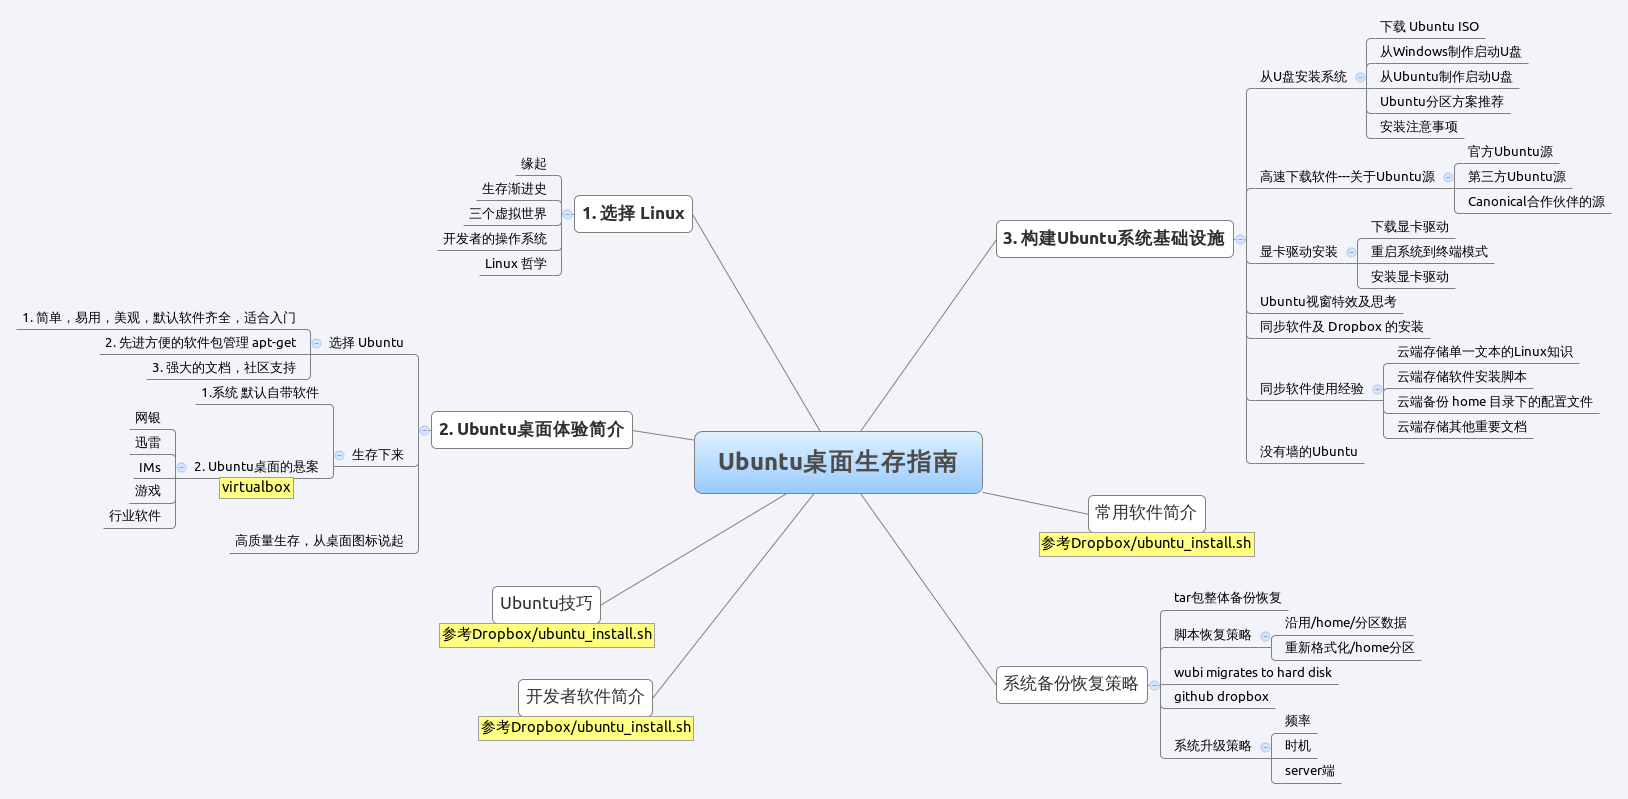 Ubuntu桌面生存指南
1. 选择 Linux
缘起
生存渐进史
三个虚拟世界
开发者的操作系统
Linux 哲学
2. Ubuntu桌面体验简介
选择 Ubuntu
1. 简单，易用，美观，默认软件齐全，适合入门
2. 先进方便的软件包管理 apt-get
3. 强大的文档，社区支持
生存下来
1.系统 默认自带软件
2. Ubuntu桌面的悬案
virtualbox
网银
迅雷
IMs
游戏
行业软件
高质量生存，从桌面图标说起
3. 构建Ubuntu系统基础设施
从U盘安装系统
下载 Ubuntu ISO
从Windows制作启动U盘
从Ubuntu制作启动U盘
Ubuntu分区方案推荐
安装注意事项
高速下载软件---关于Ubuntu源
官方Ubuntu源
第三方Ubuntu源
Canonical合作伙伴的源
显卡驱动安装
下载显卡驱动
重启系统到终端模式
安装显卡驱动
Ubuntu视窗特效及思考
同步软件及 Dropbox 的安装
同步软件使用经验
云端存储单一文本的Linux知识
云端存储软件安装脚本
云端备份 home 目录下的配置文件
云端存储其他重要文档
没有墙的Ubuntu
常用软件简介
参考Dropbox/ubuntu_install.sh
系统备份恢复策略
tar包整体备份恢复
脚本恢复策略
沿用/home/分区数据
重新格式化/home分区
wubi migrates to hard disk
github dropbox
系统升级策略
频率
时机
server端
Ubuntu技巧
参考Dropbox/ubuntu_install.sh
开发者软件简介
参考Dropbox/ubuntu_install.sh